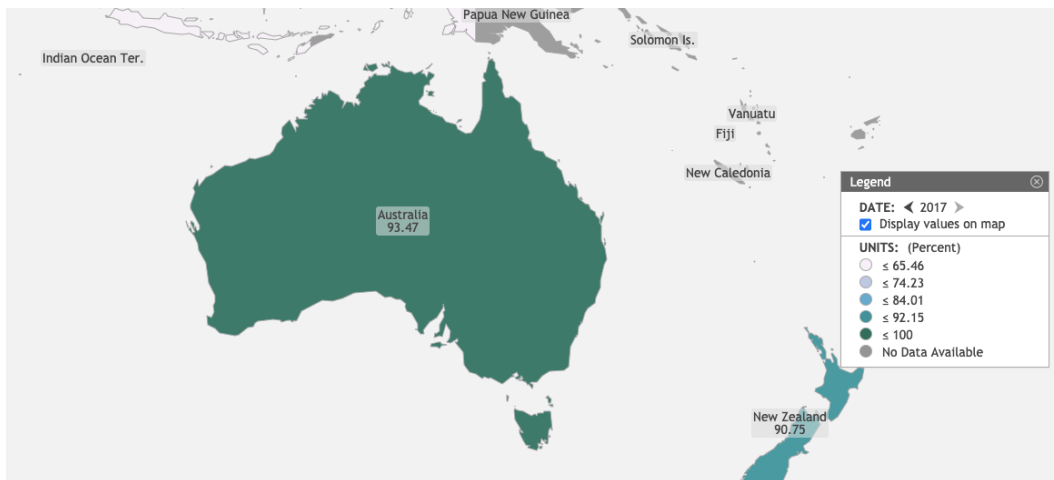 Papua New Guinea
Solomon Is.
Indian Ocean Ter.
Vanuatu
Fiji
New Caledonia
Australia
93.47
New Zealand
90.75
Legend
DATE: 2017
Display values on map
UNITS: (Percent)
≤ 65.46
≤ 74.23
≤ 84.01
≤ 92.15
≤ 100
No Data Available